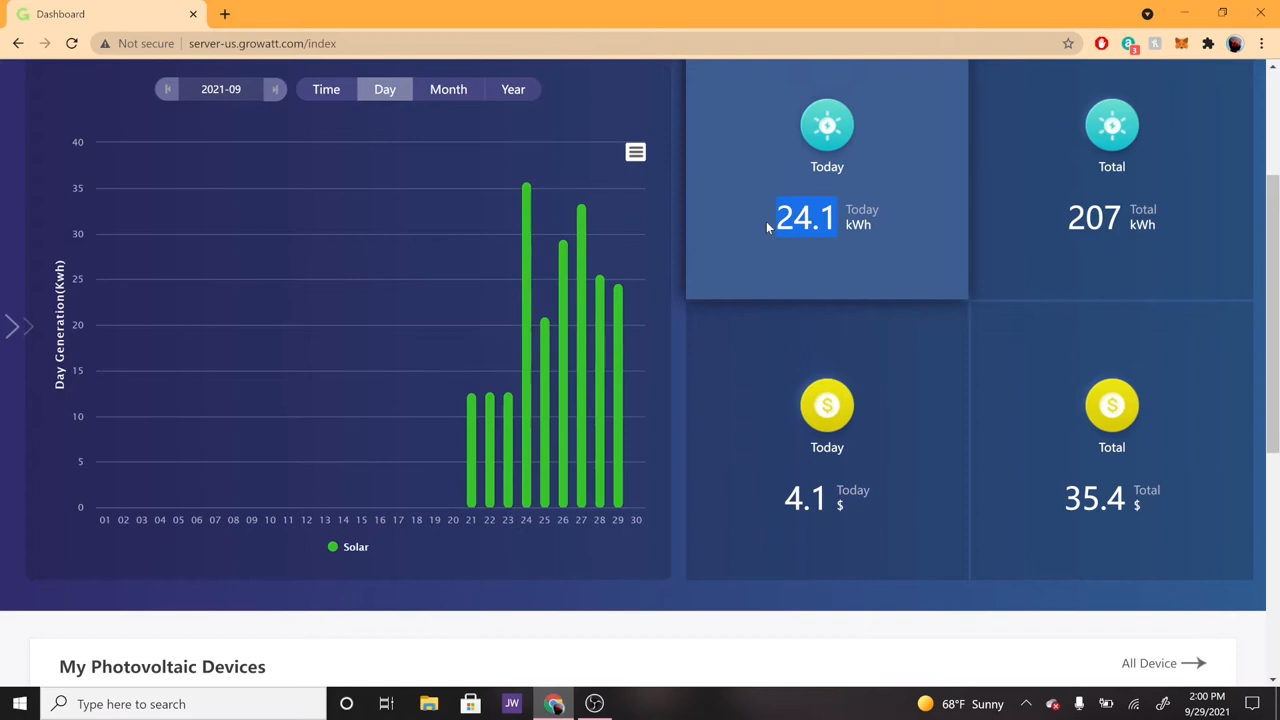 Dashboard
Not secure
server-us.growatt.com/index
3
2021-09
Time
Day
Month
Year
Day Generation(Kwh)
40
35
30
25
20
15
10
5
0
01 02 03 04 05 06 07 08 09 10 11 12 13 14 15 16 17 18 19 20 21 22 23 24 25 26 27 28 29 30
Solar
Today
24.1
Today
kWh
Total
207
Total
kWh
$
Today
4.1
Today
$
$
Total
35.4
Total
$
My Photovoltaic Devices
All Device
Type here to search
JW
68°F Sunny
2:00 PM
9/29/2021